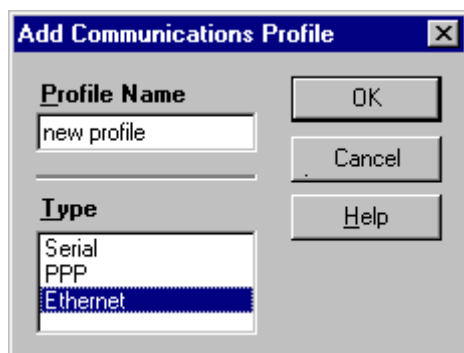 Add Communications Profile
Profile Name
new profile
Type
Serial
PPP
Ethernet
OK
Cancel
Help